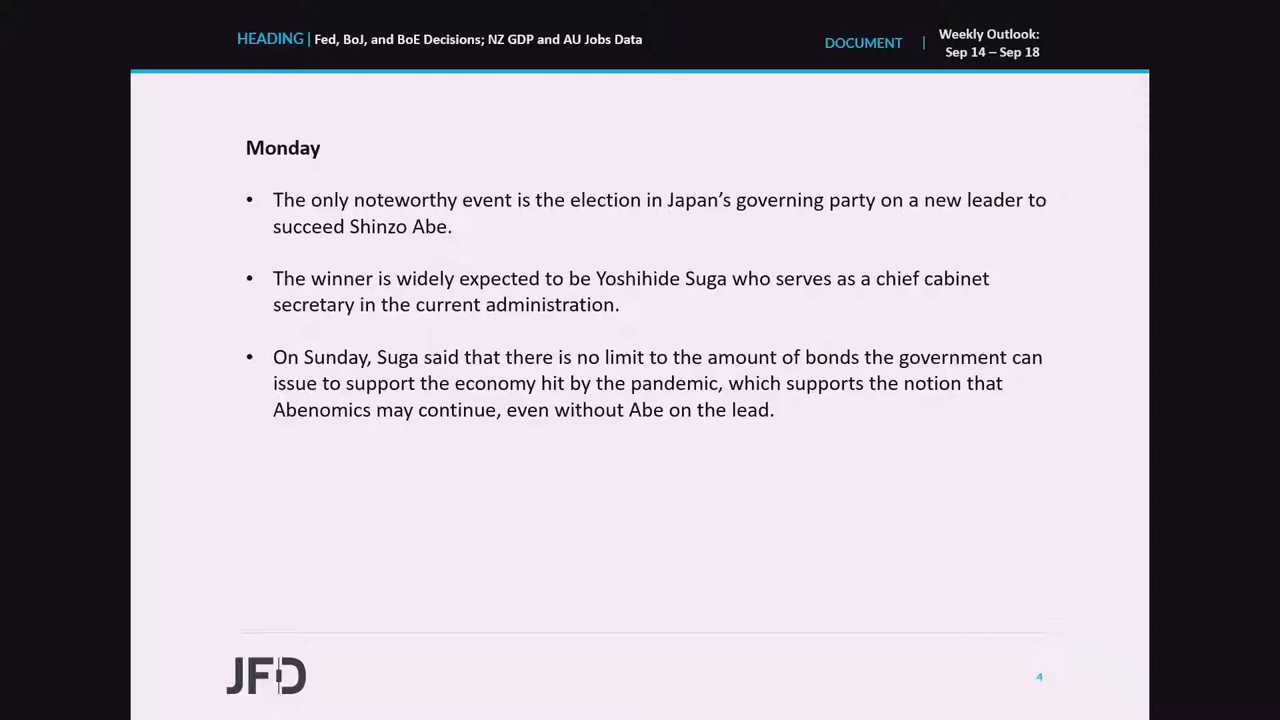 HEADING | Fed, BoJ, and BoE Decisions; NZ GDP and AU Jobs Data
DOCUMENT | Weekly Outlook:
Sep 14 – Sep 18
Monday
• The only noteworthy event is the election in Japan's governing party on a new leader to
succeed Shinzo Abe.
• The winner is widely expected to be Yoshihide Suga who serves as a chief cabinet
secretary in the current administration.
• On Sunday, Suga said that there is no limit to the amount of bonds the government can
issue to support the economy hit by the pandemic, which supports the notion that
Abenomics may continue, even without Abe on the lead.
JFD
4